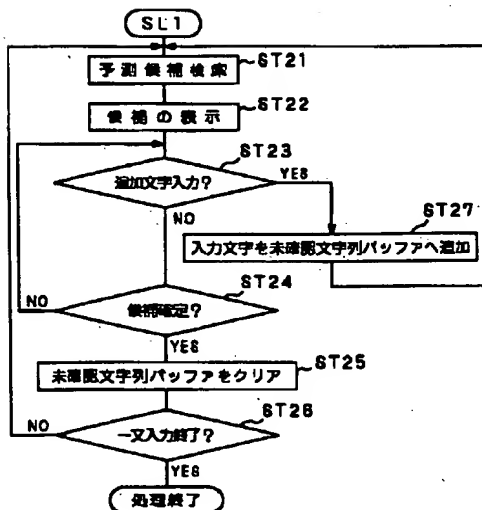 SL1
予測候補検索
ST21
候補の表示
ST22
追加文字入力?
ST23
YES
NO
入力文字を未確認文字列バッファへ追加
ST27
候補確定?
ST24
NO
YES
未確認文字列バッファをクリア
ST25
一文入力終了?
ST26
NO
YES
処理終了